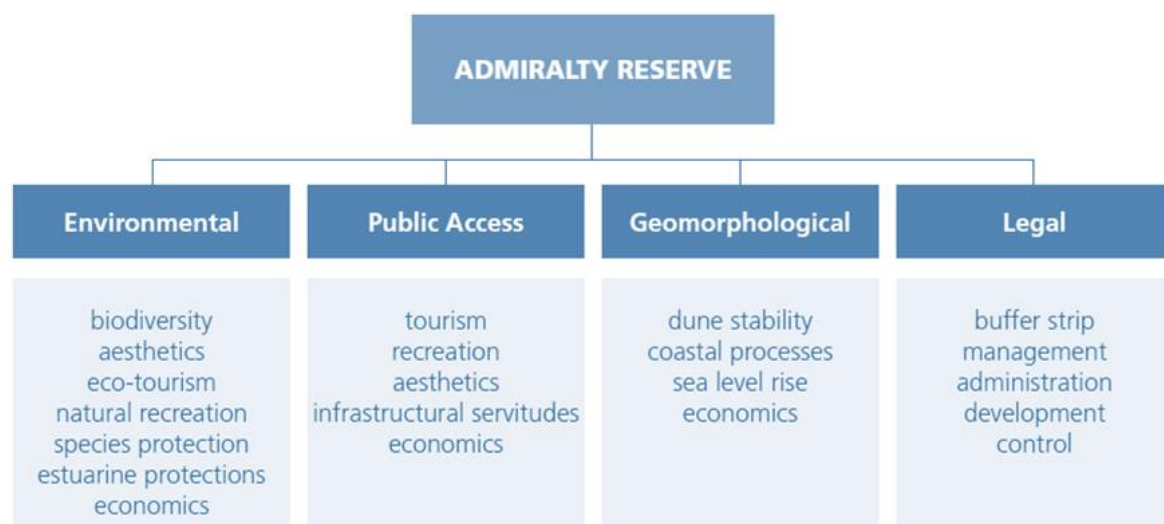 ADMIRALTY RESERVE
Environmental
biodiversity
aesthetics
eco-tourism
natural recreation
species protection
estuarine protections
economics
Public Access
tourism
recreation
aesthetics
infrastructural servitudes
economics
Geomorphological
dune stability
coastal processes
sea level rise
economics
Legal
buffer strip
management
administration
development
control